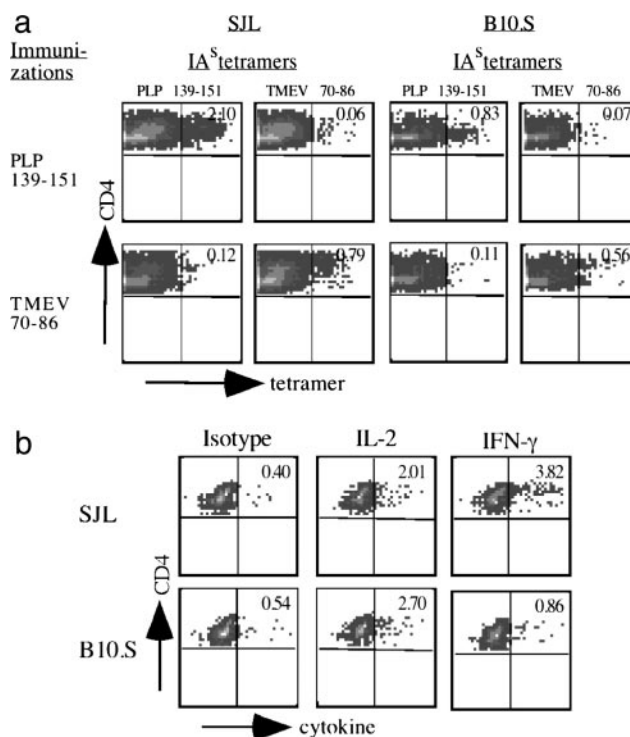 a
SJL
B10.S
Immuni-
zations
IAˢ tetramers
IAˢ tetramers
PLP 139-151
TMEV 70-86
PLP 139-151
TMEV 70-86
PLP
139-151
2.10
0.06
0.83
0.07
CD4
TMEV
70-86
0.12
0.79
0.11
0.56
tetramer
b
Isotype
IL-2
IFN-γ
SJL
0.40
2.01
3.82
CD4
B10.S
0.54
2.70
0.86
cytokine